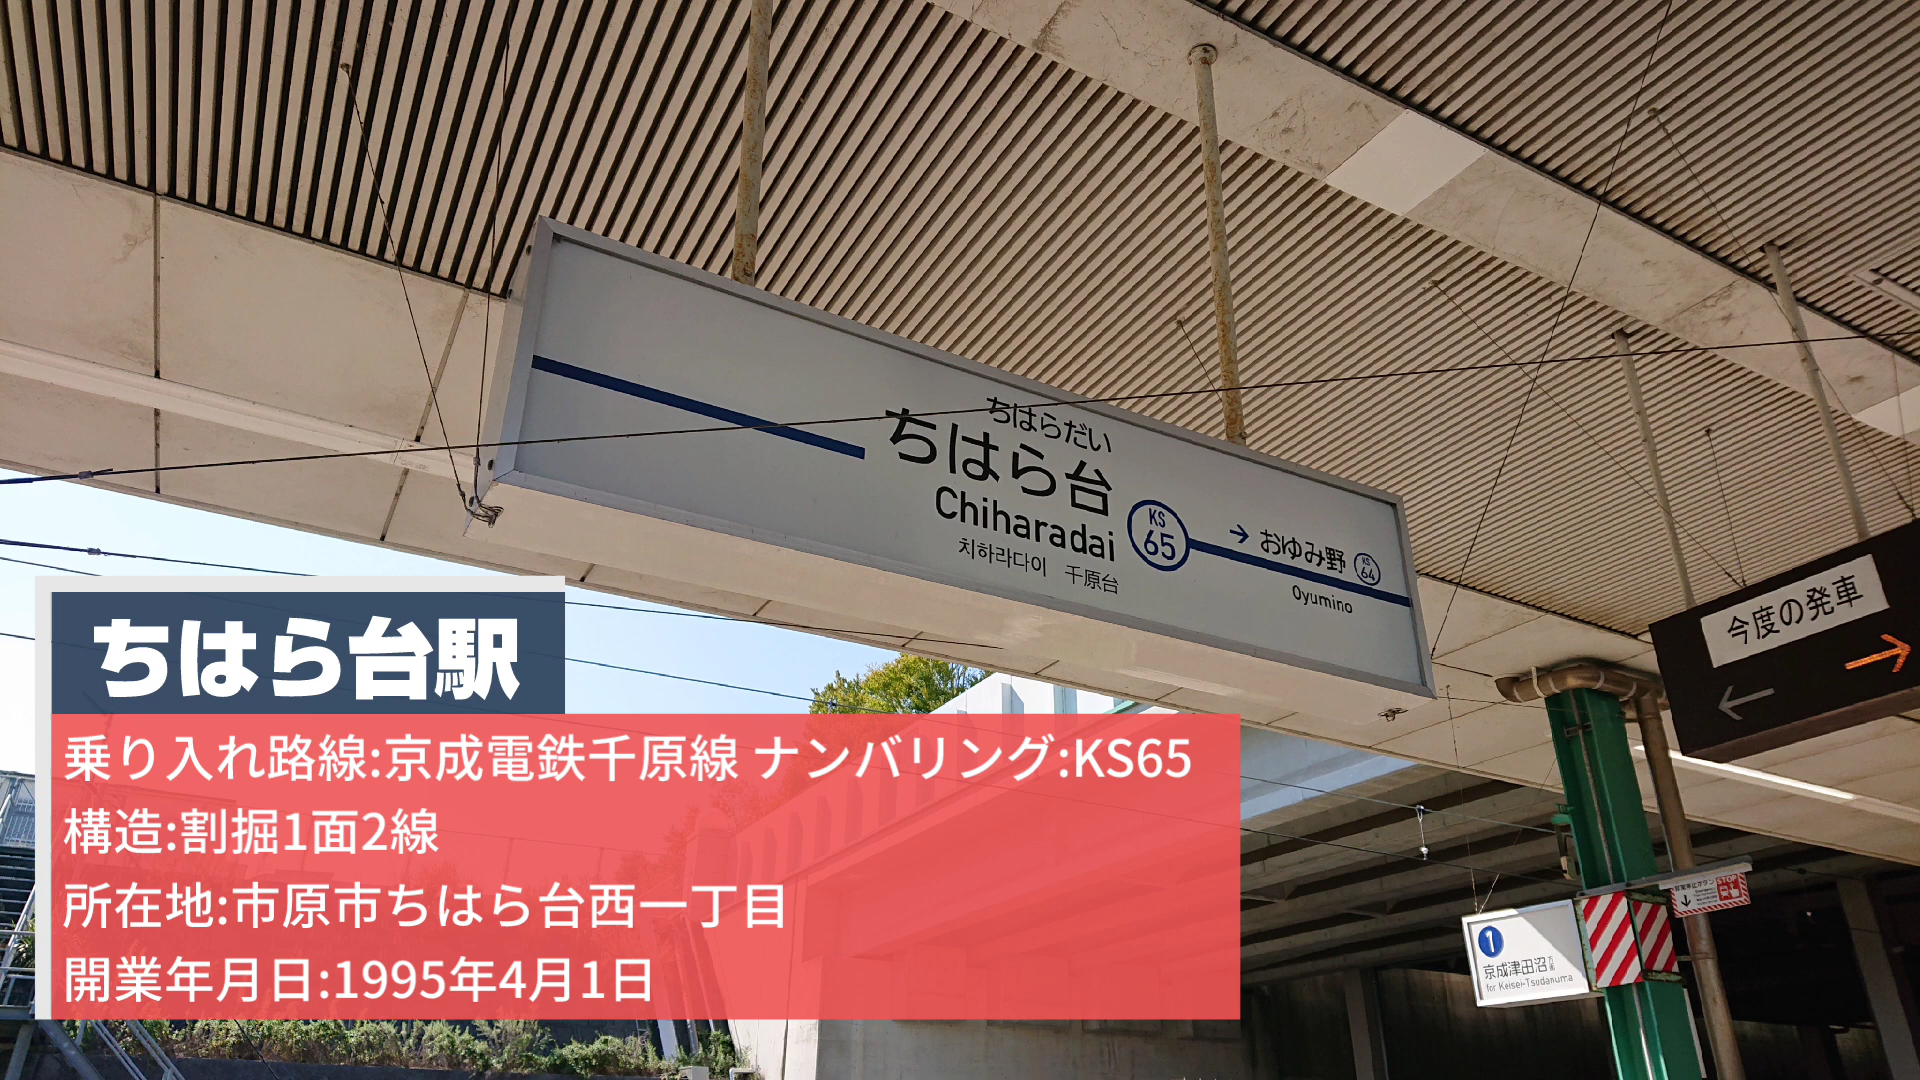 ちはらだい
ちはら台
Chiharadai
치하라다이 千原台
KS
65
→ おゆみ野
KS
64
Oyumino
今度の発車
← →
1
京成津田沼方面
for Keisei-Tsudanuma
STOP
ちはら台駅
乗り入れ路線:京成電鉄千原線 ナンバリング:KS65
構造:割掘1面2線
所在地:市原市ちはら台西一丁目
開業年月日:1995年4月1日